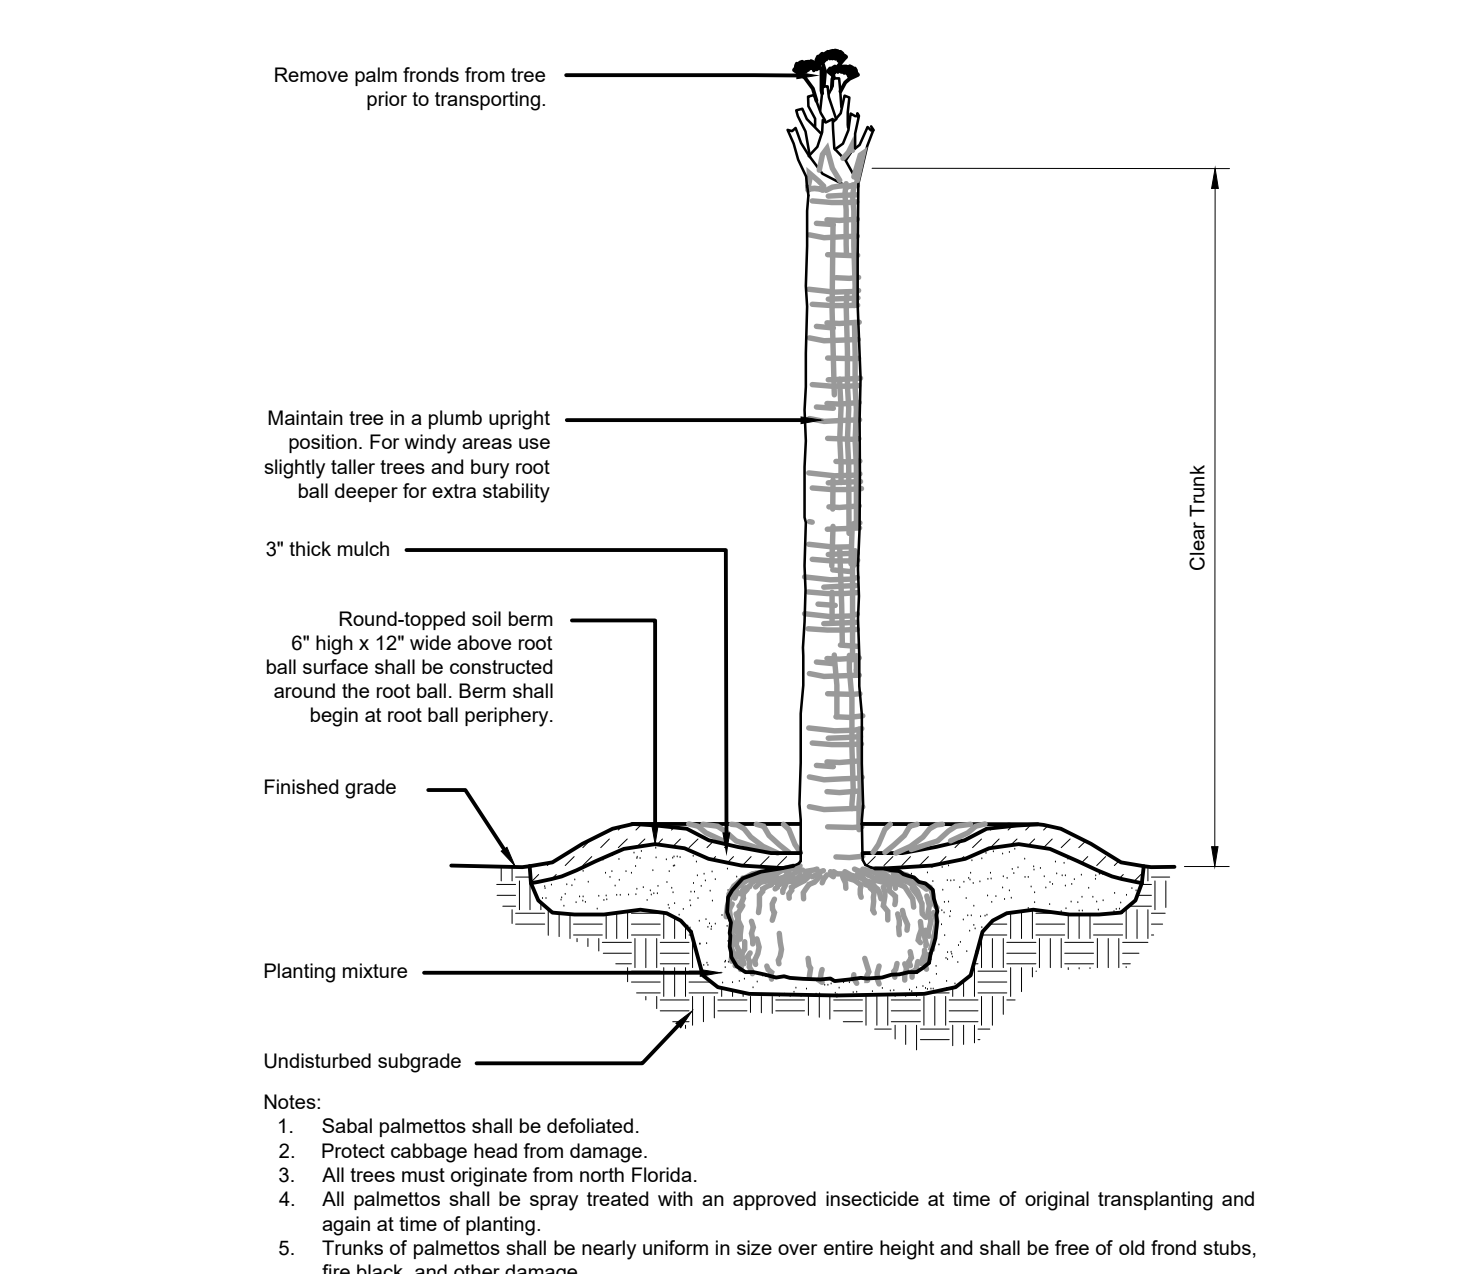 Remove palm fronds from tree
prior to transporting.
Maintain tree in a plumb upright
position. For windy areas use
slightly taller trees and bury root
ball deeper for extra stability
Clear Trunk
3" thick mulch
Round-topped soil berm
6" high x 12" wide above root
ball surface shall be constructed
around the root ball. Berm shall
begin at root ball periphery.
Finished grade
Planting mixture
Undisturbed subgrade
Notes:
1. Sabal palmettos shall be defoliated.
2. Protect cabbage head from damage.
3. All trees must originate from north Florida.
4. All palmettos shall be spray treated with an approved insecticide at time of original transplanting and
again at time of planting.
5. Trunks of palmettos shall be nearly uniform in size over entire height and shall be free of old frond stubs,
fire black, and other damage.